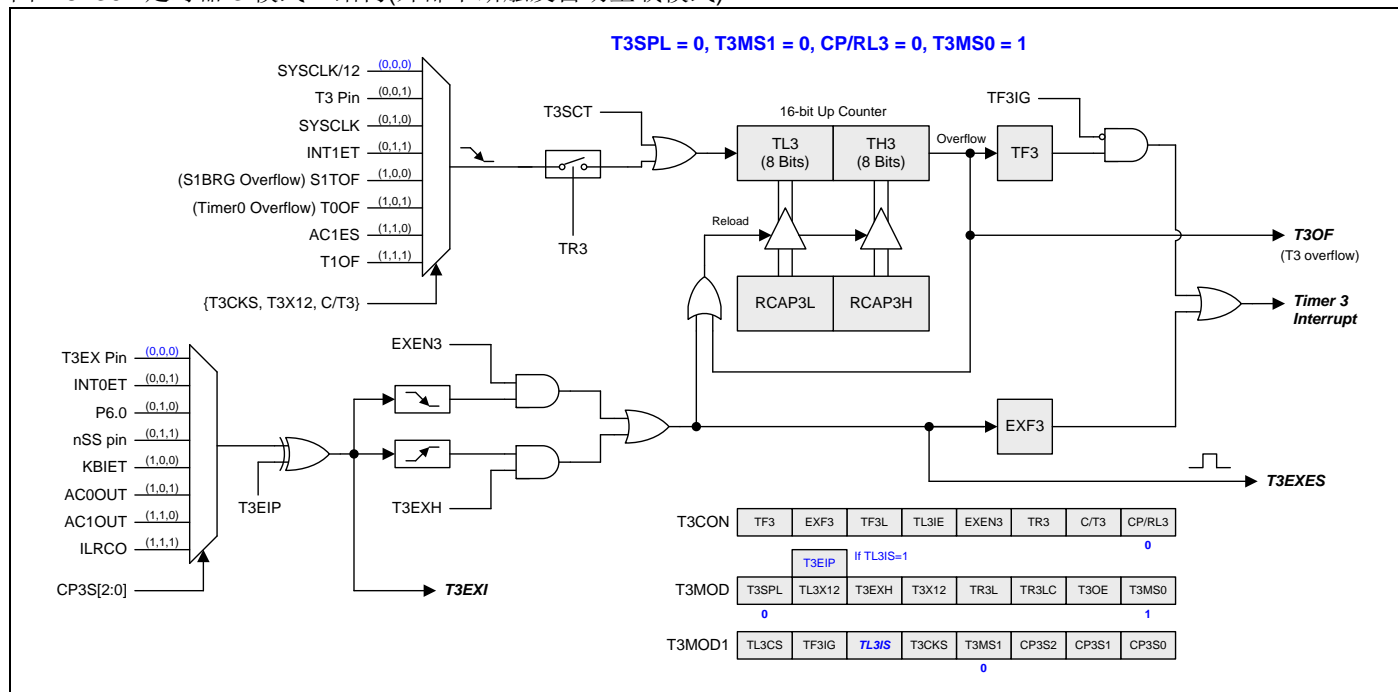 T3SPL = 0, T3MS1 = 0, CP/RL3 = 0, T3MS0 = 1
SYSCLK/12 (0,0,0)
T3 Pin (0,0,1)
SYSCLK (0,1,0)
INT1ET (0,1,1)
(S1BRG Overflow) S1TOF (1,0,0)
(Timer0 Overflow) T0OF (1,0,1)
AC1ES (1,1,0)
T1OF (1,1,1)
{T3CKS, T3X12, C/T3}
TR3
T3SCT
16-bit Up Counter
TL3 (8 Bits)
TH3 (8 Bits)
Overflow
TF3
TF3IG
Reload
RCAP3L
RCAP3H
T3OF
(T3 overflow)
Timer 3
Interrupt
T3EX Pin (0,0,0)
INT0ET (0,0,1)
P6.0 (0,1,0)
nSS pin (0,1,1)
KBIET (1,0,0)
AC0OUT (1,0,1)
AC1OUT (1,1,0)
ILRCO (1,1,1)
CP3S[2:0]
T3EIP
EXEN3
T3EXH
T3EXI
EXF3
T3EXES
T3CON TF3 EXF3 TF3L TL3IE EXEN3 TR3 C/T3 CP/RL3
0
T3EIP If TL3IS=1
T3MOD T3SPL TL3X12 T3EXH T3X12 TR3L TR3LC T3OE T3MS0
0 1
T3MOD1 TL3CS TF3IG TL3IS T3CKS T3MS1 CP3S2 CP3S1 CP3S0
0